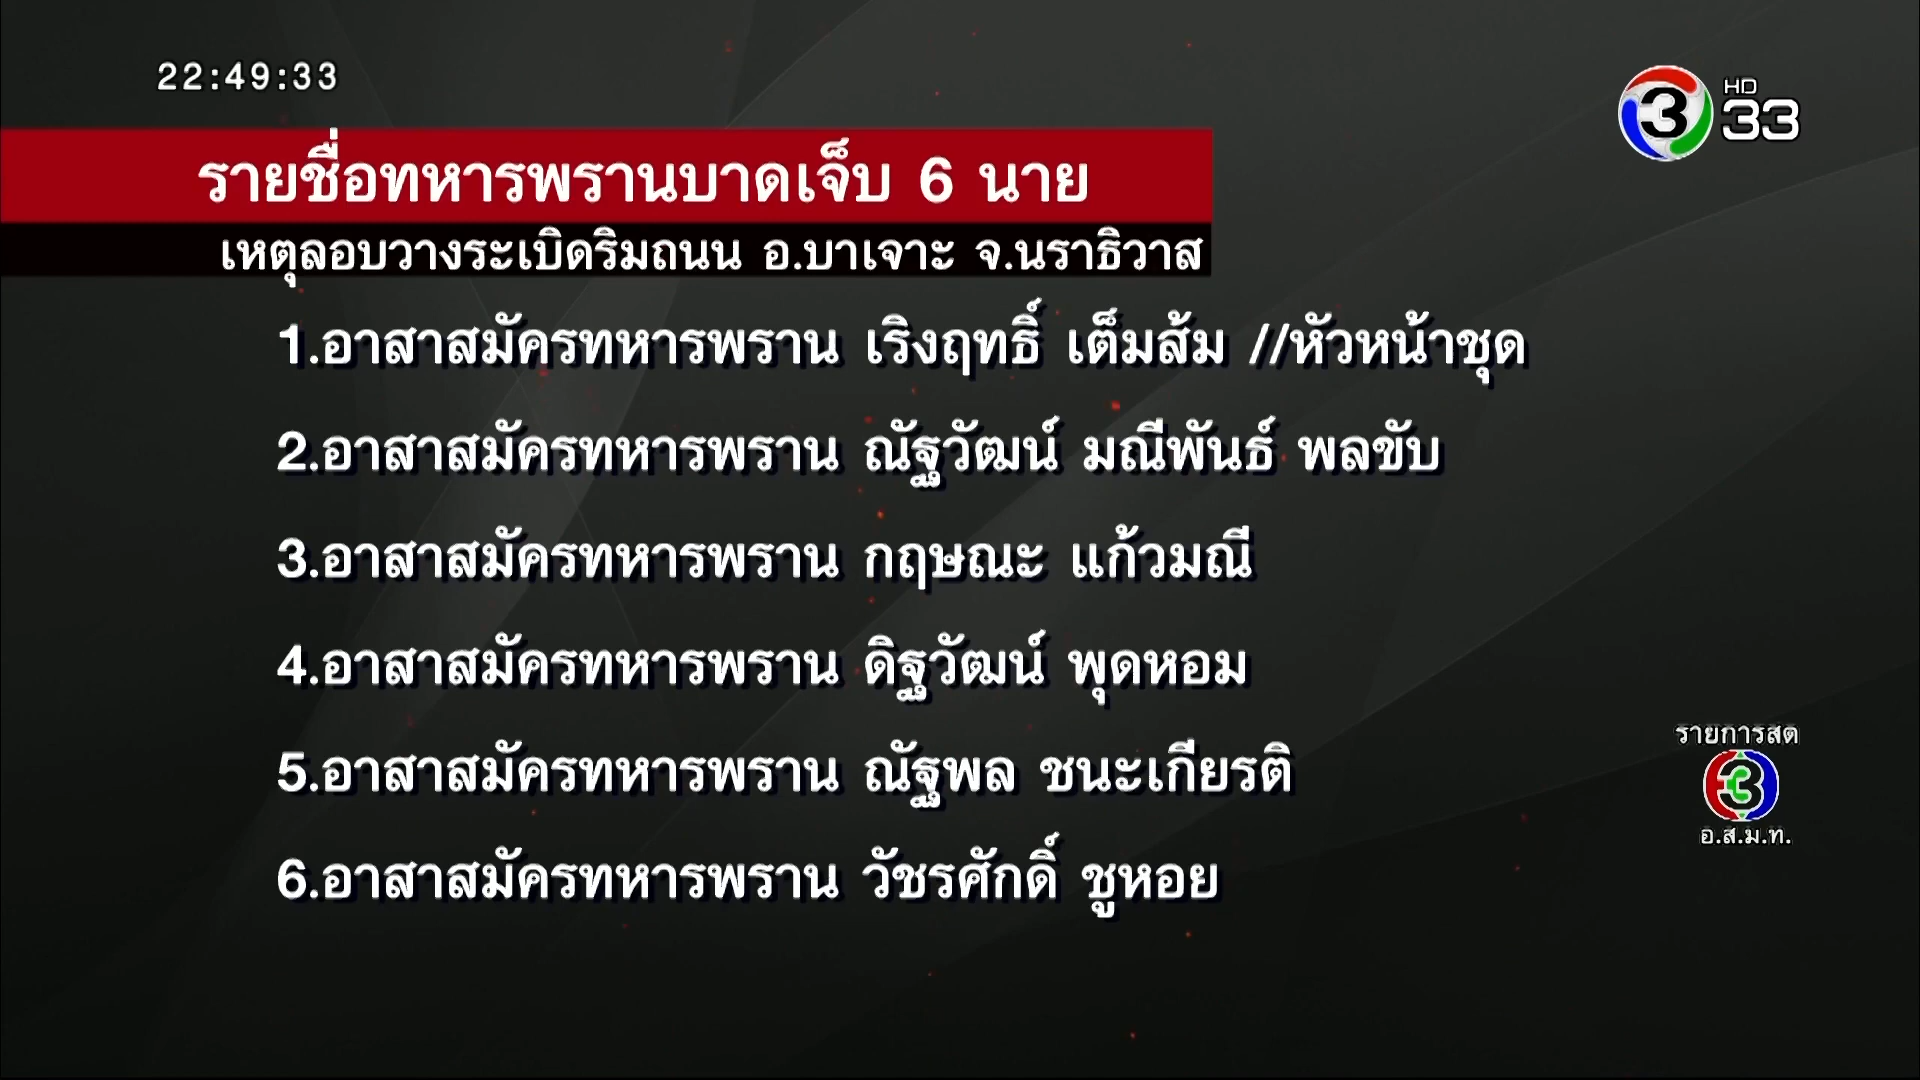 22:49:33
3 HD 33
รายชื่อทหารพรานบาดเจ็บ 6 นาย
เหตุลอบวางระเบิดริมถนน อ.บาเจาะ จ.นราธิวาส
1.อาสาสมัครทหารพราน เริงฤทธิ์ เต็มส้ม //หัวหน้าชุด
2.อาสาสมัครทหารพราน ณัฐวัฒน์ มณีพันธ์ พลขับ
3.อาสาสมัครทหารพราน กฤษณะ แก้วมณี
4.อาสาสมัครทหารพราน ดิฐวัฒน์ พุดหอม
5.อาสาสมัครทหารพราน ณัฐพล ชนะเกียรติ
6.อาสาสมัครทหารพราน วัชรศักดิ์ ชูหอย
รายการสด
3
อ.ส.ม.ท.